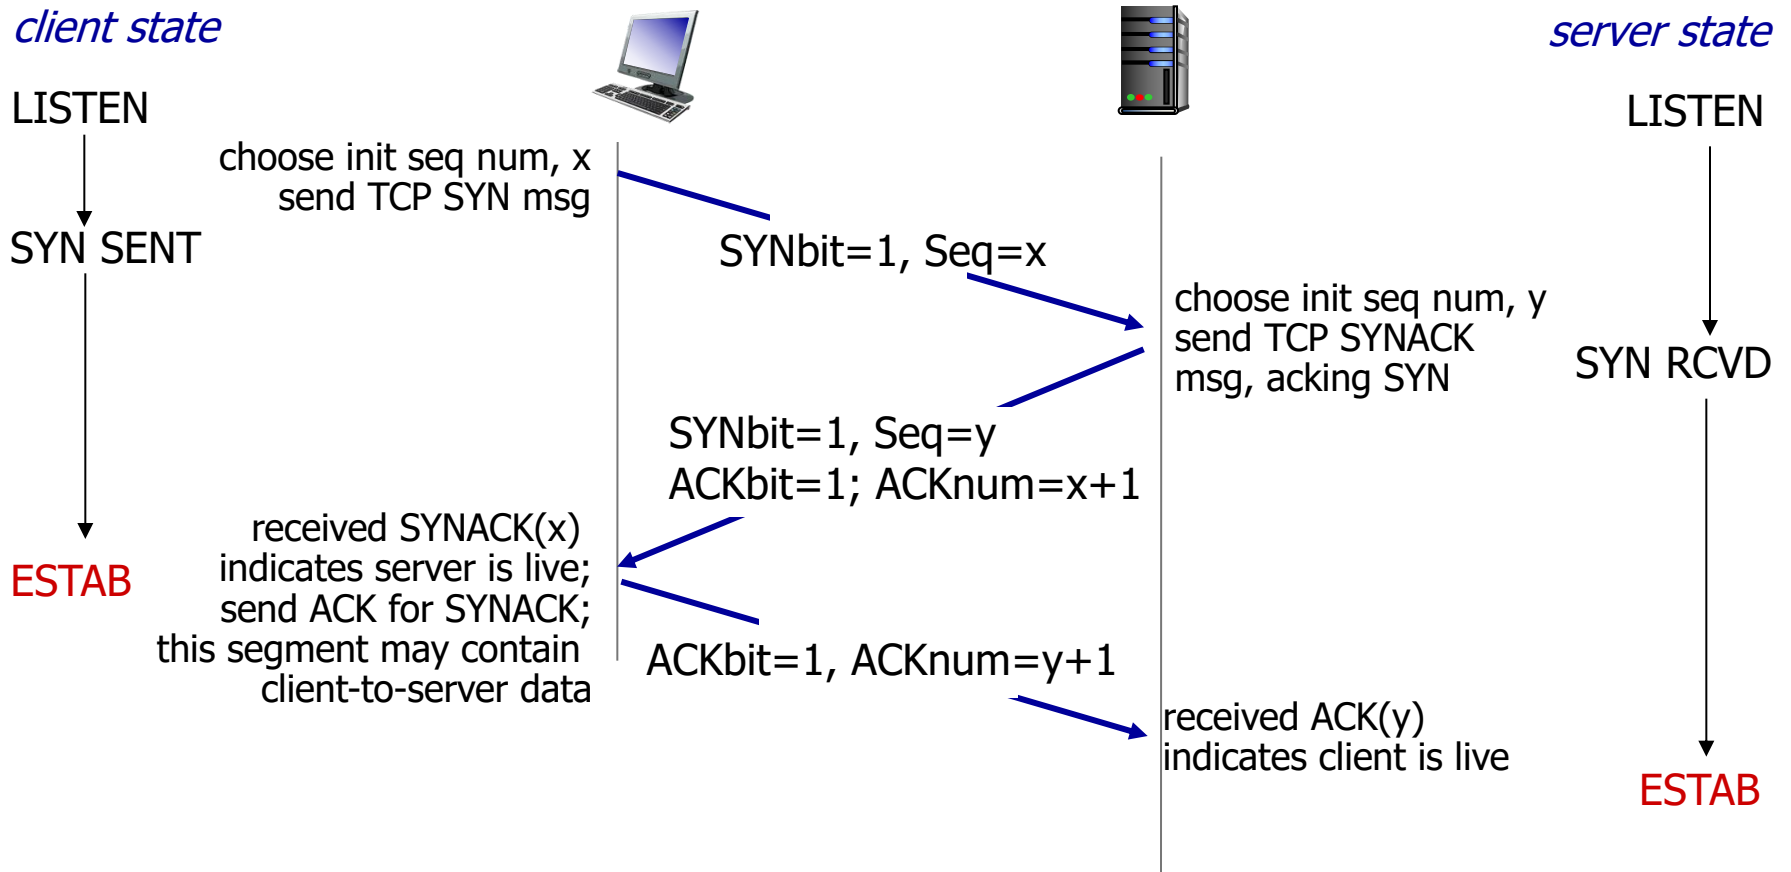 client state
server state
LISTEN
LISTEN
choose init seq num, x
send TCP SYN msg
SYN SENT
SYNbit=1, Seq=x
choose init seq num, y
send TCP SYNACK
msg, acking SYN
SYN RCVD
SYNbit=1, Seq=y
ACKbit=1; ACKnum=x+1
received SYNACK(x)
indicates server is live;
send ACK for SYNACK;
this segment may contain
client-to-server data
ESTAB
ACKbit=1, ACKnum=y+1
received ACK(y)
indicates client is live
ESTAB